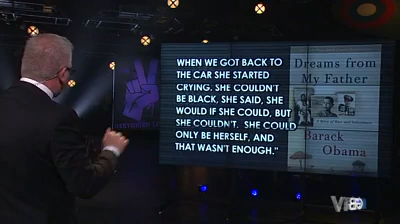 WHEN WE GOT BACK TO
THE CAR SHE STARTED
CRYING. SHE COULDN'T
BE BLACK, SHE SAID, SHE
WOULD IF SHE COULD, BUT
SHE COULDN'T. SHE COULD
ONLY BE HERSELF, AND
THAT WASN'T ENOUGH."
Dreams from
My Father
Barack
Obama